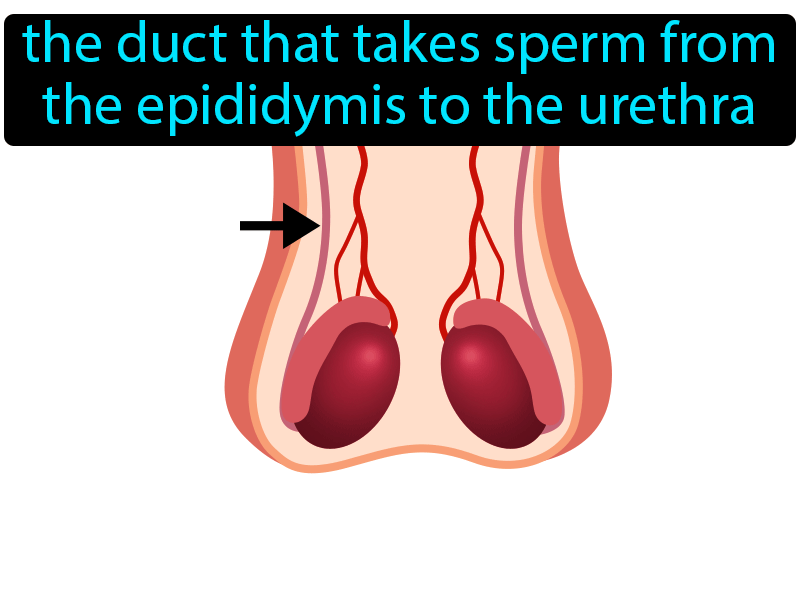 the duct that takes sperm from
the epididymis to the urethra